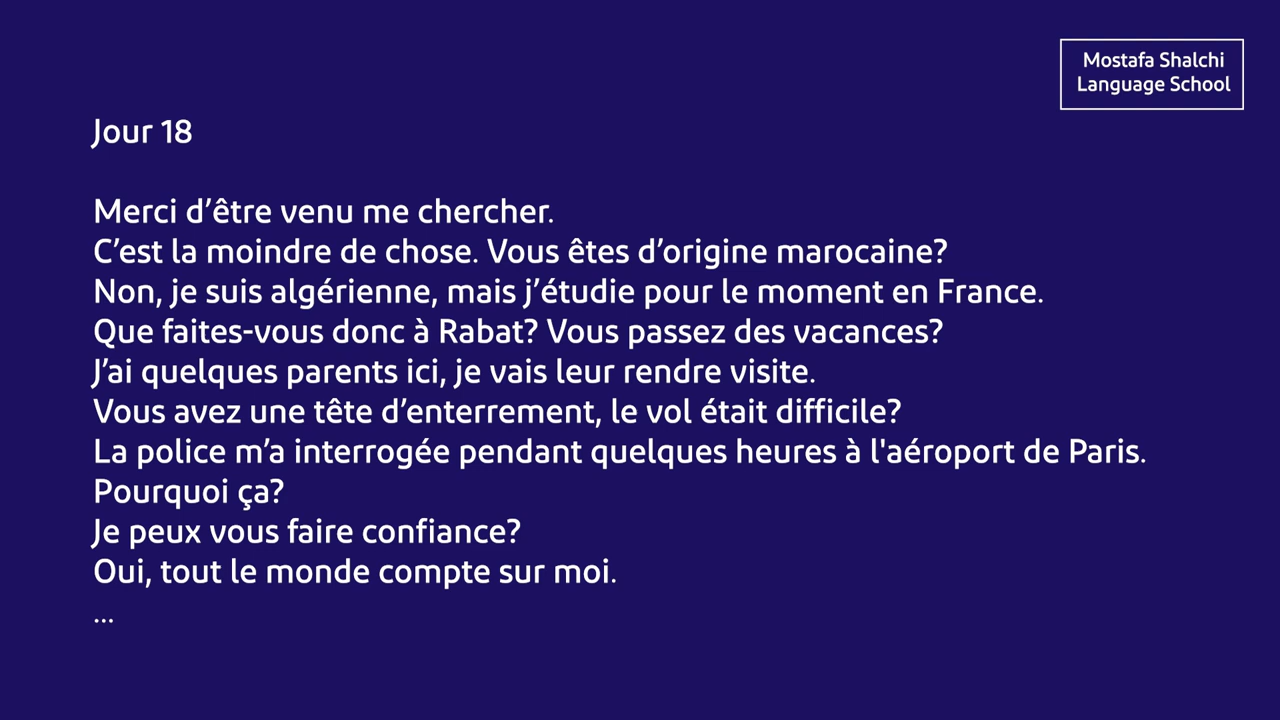 Mostafa Shalchi
Language School
Jour 18
Merci d’être venu me chercher.
C’est la moindre de chose. Vous êtes d’origine marocaine?
Non, je suis algérienne, mais j’étudie pour le moment en France.
Que faites-vous donc à Rabat? Vous passez des vacances?
J’ai quelques parents ici, je vais leur rendre visite.
Vous avez une tête d’enterrement, le vol était difficile?
La police m’a interrogée pendant quelques heures à l'aéroport de Paris.
Pourquoi ça?
Je peux vous faire confiance?
Oui, tout le monde compte sur moi.
...